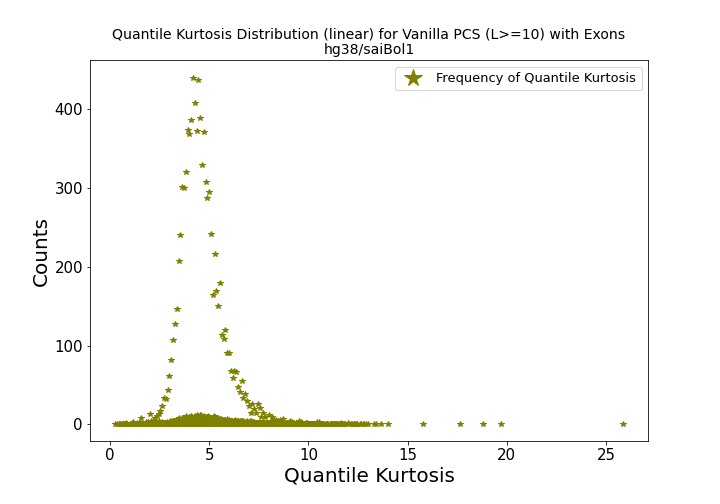 Quantile Kurtosis Distribution (linear) for Vanilla PCS (L>=10) with Exons
hg38/saiBol1
Frequency of Quantile Kurtosis
Counts
400
300
200
100
0
0 5 10 15 20 25
Quantile Kurtosis